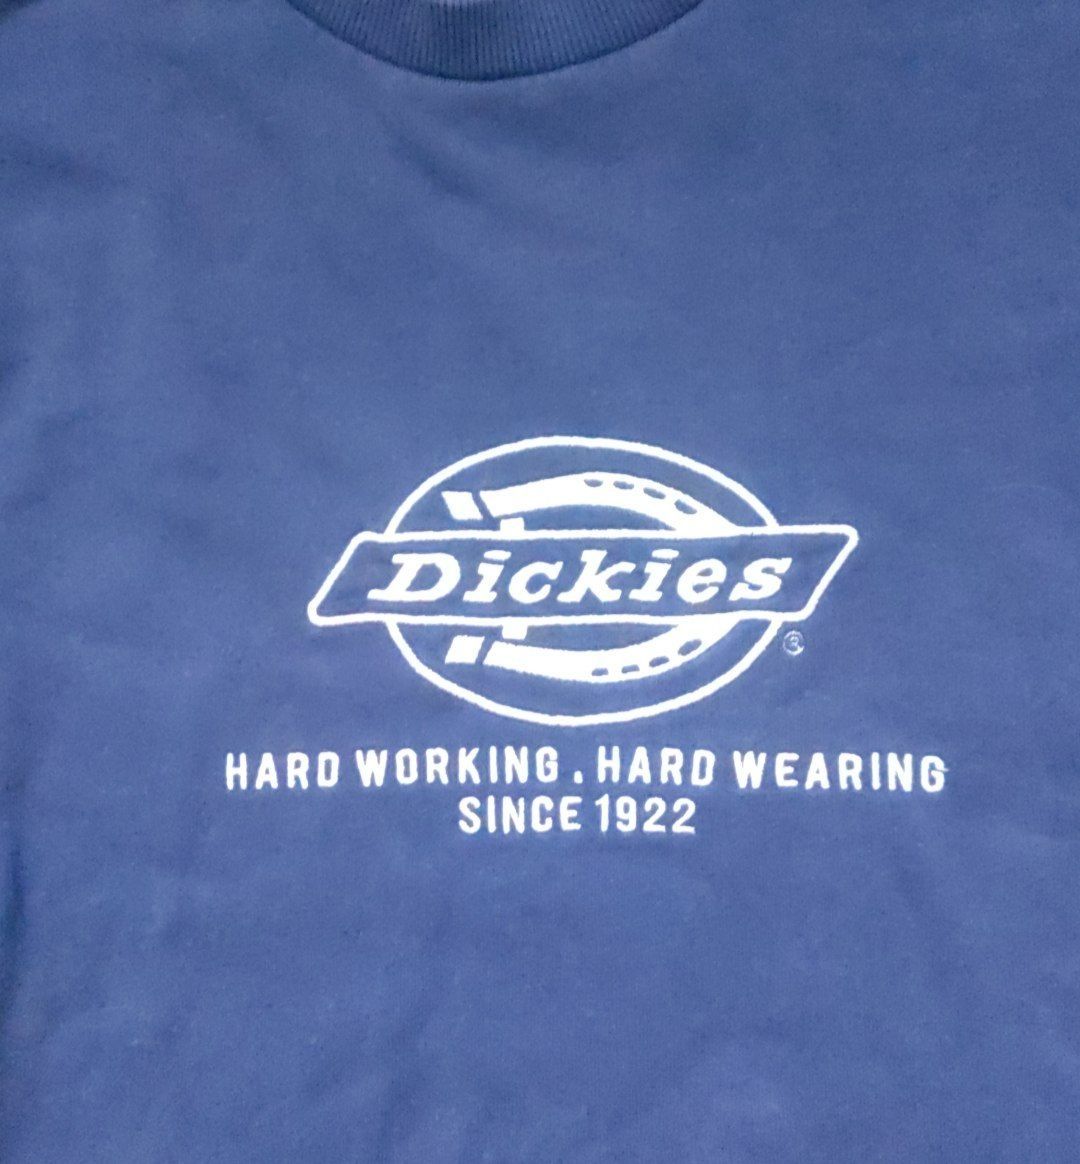 Dickies
®
HARD WORKING . HARD WEARING
SINCE 1922